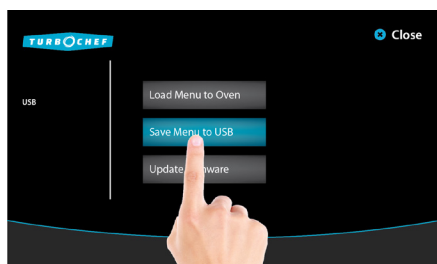 TURBOCHEF
Close
USB
Load Menu to Oven
Save Menu to USB
Update